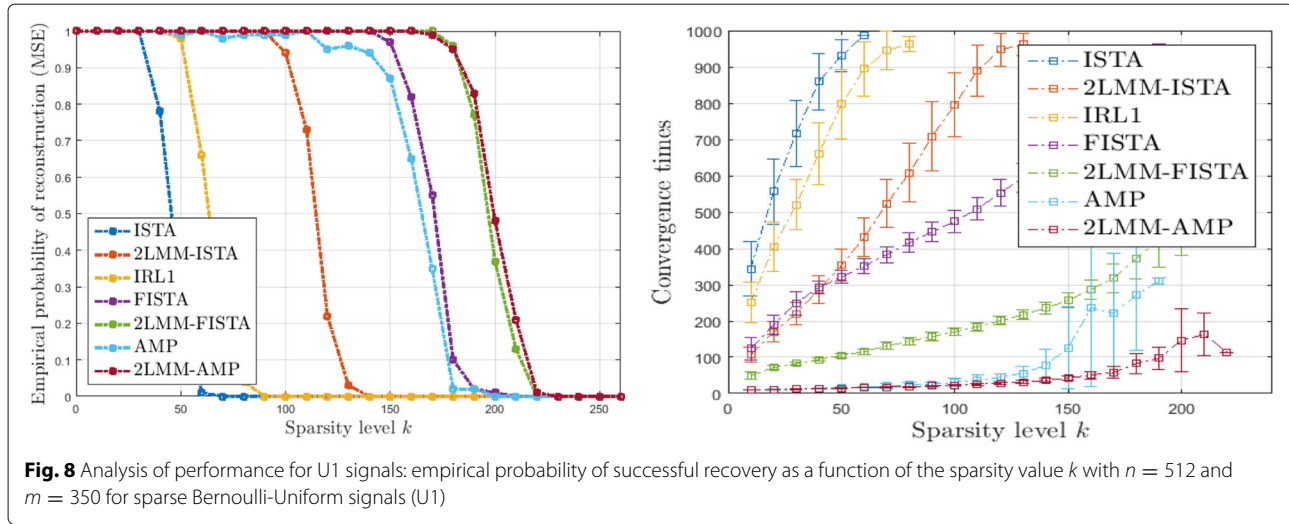 Empirical probability of reconstruction (MSE)
1
0.9
0.8
0.7
0.6
0.5
0.4
0.3
0.2
0.1
0
ISTA
2LMM-ISTA
IRL1
FISTA
2LMM-FISTA
AMP
2LMM-AMP
50
100
150
200
250
Sparsity level k
Convergence times
1000
900
800
700
600
500
400
300
200
100
0
ISTA
2LMM-ISTA
IRL1
FISTA
2LMM-FISTA
AMP
2LMM-AMP
0
50
100
150
200
Sparsity level k
Fig. 8 Analysis of performance for U1 signals: empirical probability of successful recovery as a function of the sparsity value k with n = 512 and
m = 350 for sparse Bernoulli-Uniform signals (U1)